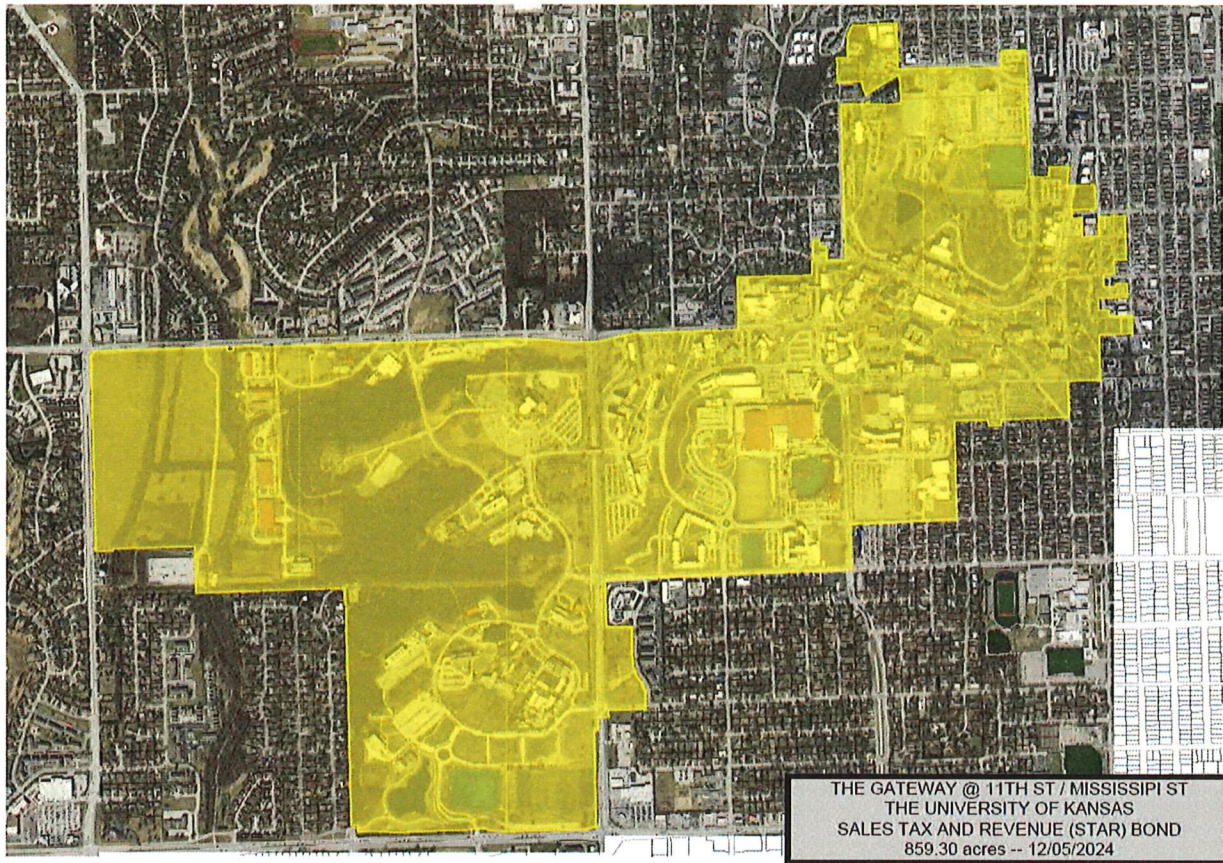 THE GATEWAY @ 11TH ST / MISSISSIPI ST
THE UNIVERSITY OF KANSAS
SALES TAX AND REVENUE (STAR) BOND
859.30 acres -- 12/05/2024